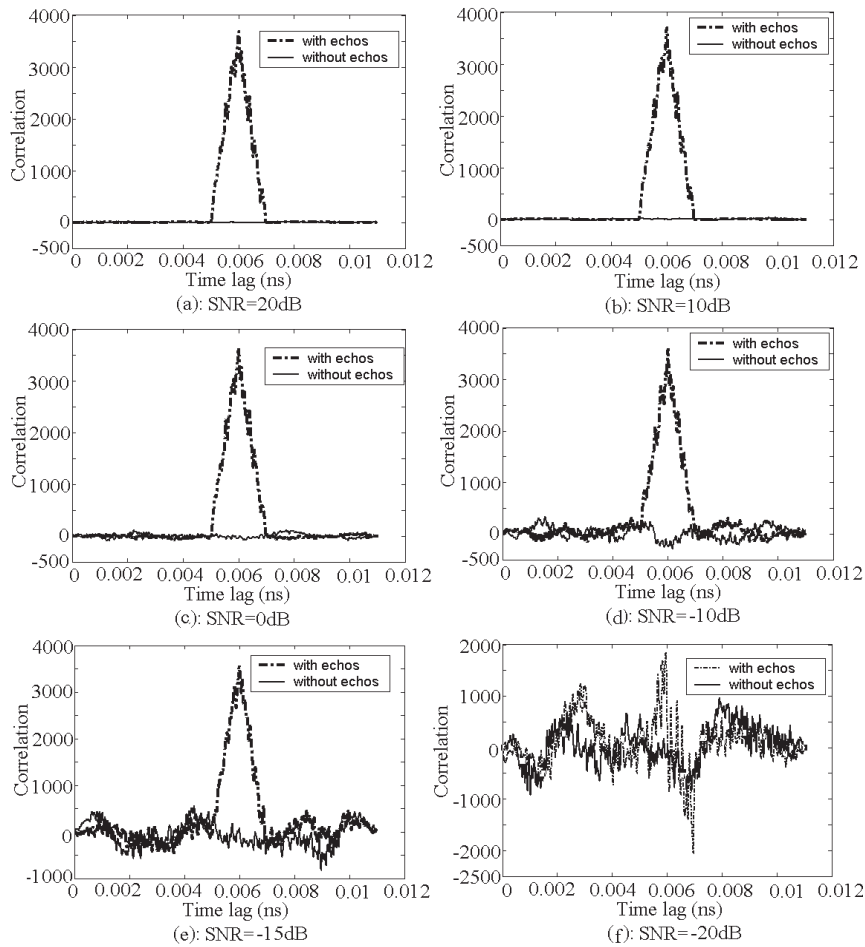 4000
3000
2000
1000
0
-500
Correlation
with echos
without echos
0 0.002 0.004 0.006 0.008 0.01 0.012
Time lag (ns)
(a): SNR=20dB
4000
3000
2000
1000
0
-500
Correlation
with echos
without echos
0 0.002 0.004 0.006 0.008 0.01 0.012
Time lag (ns)
(b): SNR=10dB
4000
3000
2000
1000
0
-500
Correlation
with echos
without echos
0 0.002 0.004 0.006 0.008 0.01 0.012
Time lag (ns)
(c): SNR=0dB
4000
3000
2000
1000
0
-500
Correlation
with echos
without echos
0 0.002 0.004 0.006 0.008 0.01 0.012
Time lag (ns)
(d): SNR=-10dB
4000
3000
2000
1000
0
-1000
Correlation
with echos
without echos
0 0.002 0.004 0.006 0.008 0.01 0.012
Time lag (ns)
(e): SNR=-15dB
2000
1000
0
-1000
-2000
-2500
Correlation
with echos
without echos
0 0.002 0.004 0.006 0.008 0.01 0.012
Time lag (ns)
(f): SNR=-20dB